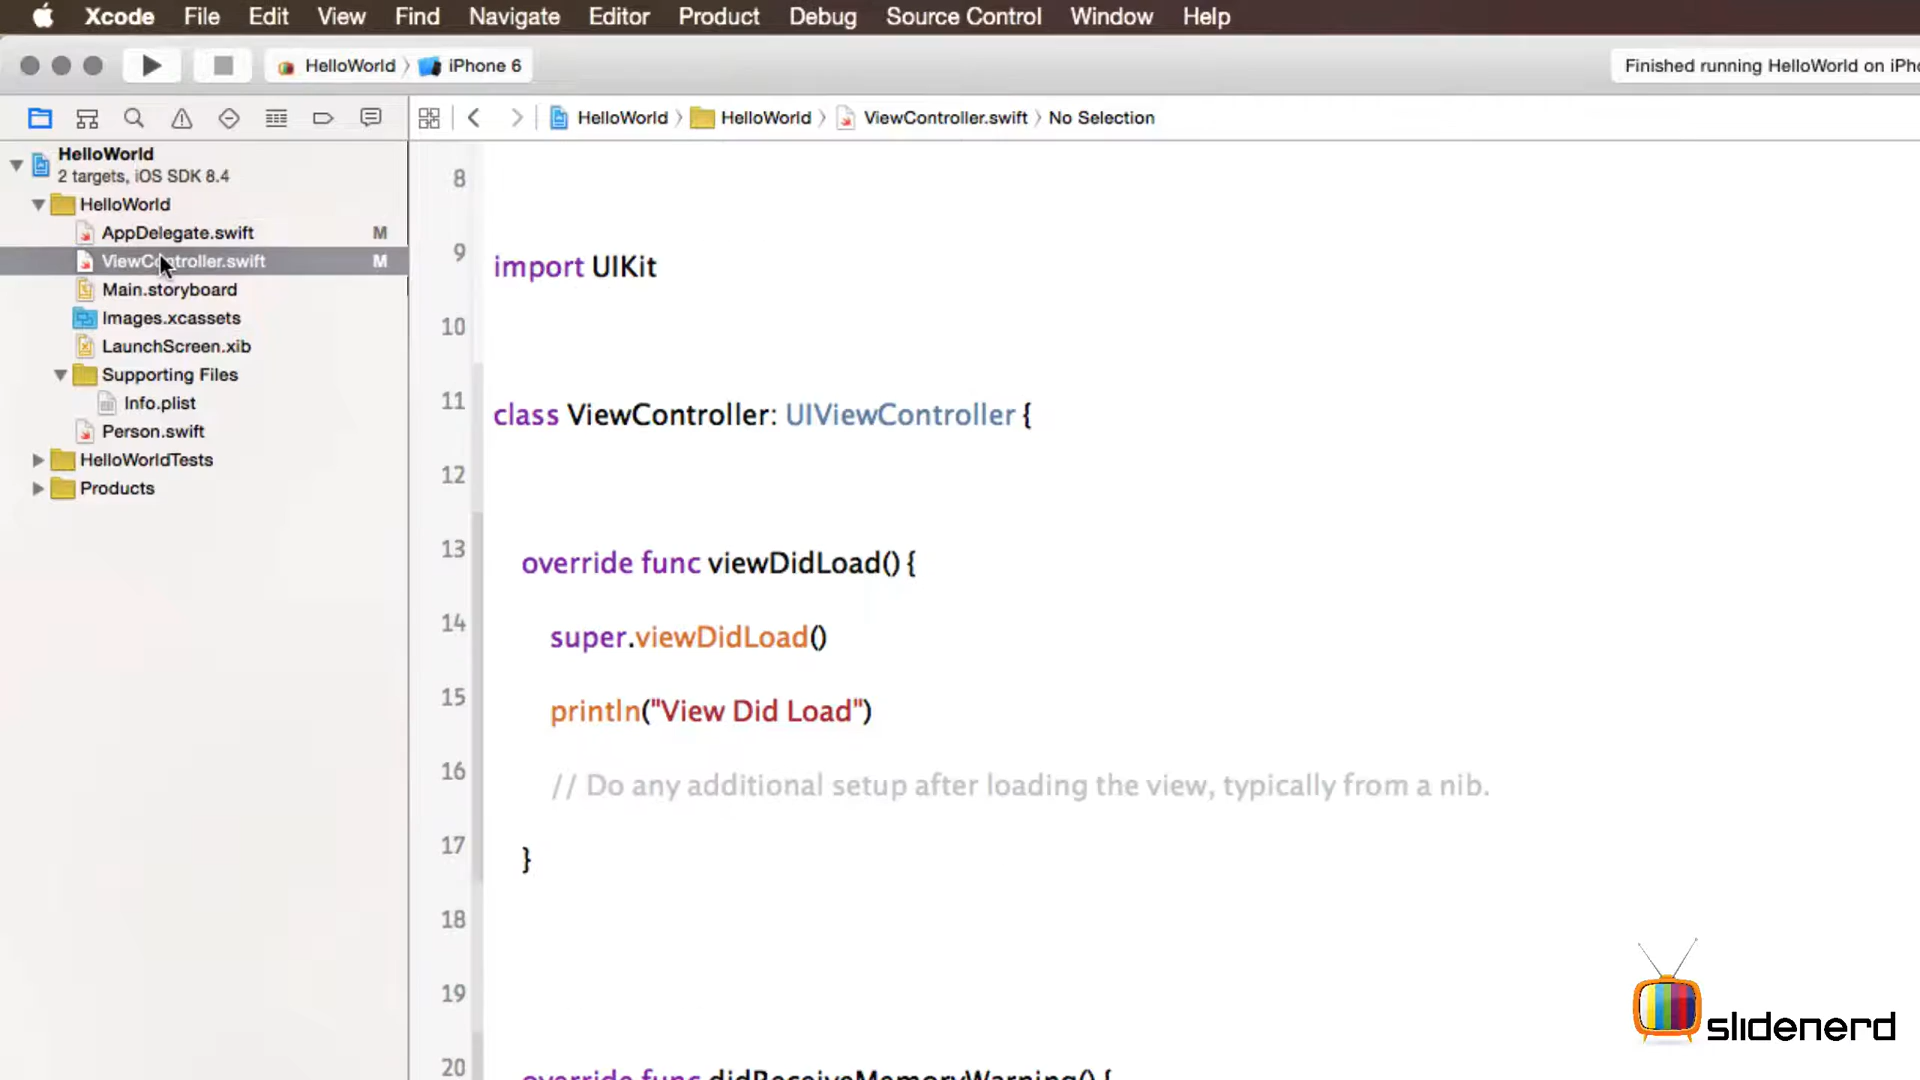 Xcode File Edit View Find Navigate Editor Product Debug Source Control Window Help
HelloWorld iPhone 6
Finished running HelloWorld on
HelloWorld HelloWorld ViewController.swift No Selection
HelloWorld
2 targets, iOS SDK 8.4
HelloWorld
AppDelegate.swift M
ViewController.swift M
Main.storyboard
Images.xcassets
LaunchScreen.xib
Supporting Files
Info.plist
Person.swift
HelloWorldTests
Products
8
9 import UIKit
10
11 class ViewController: UIViewController {
12
13 override func viewDidLoad() {
14 super.viewDidLoad()
15 println("View Did Load")
16 // Do any additional setup after loading the view, typically from a nib.
17 }
18
19
20 override func didReceiveMemoryWarning() {
slidenerd